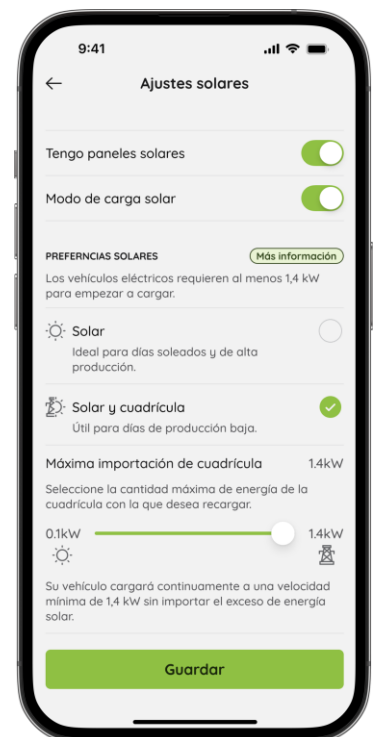 9:41
Ajustes solares
Tengo paneles solares
Modo de carga solar
PREFERNCIAS SOLARES Más información
Los vehículos eléctricos requieren al menos 1,4 kW
para empezar a cargar.
Solar
Ideal para días soleados y de alta
producción.
Solar y cuadrícula
Útil para días de producción baja.
Máxima importación de cuadrícula 1.4kW
Seleccione la cantidad máxima de energía de la
cuadrícula con la que desea recargar.
0.1kW 1.4kW
Su vehículo cargará continuamente a una velocidad
mínima de 1,4 kW sin importar el exceso de energía
solar.
Guardar